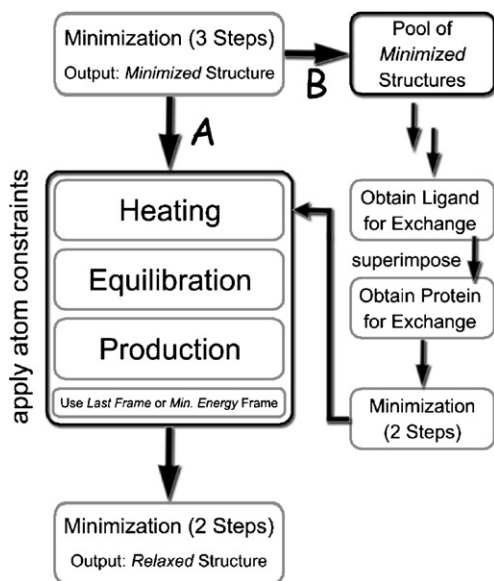 Minimization (3 Steps)
Output: Minimized Structure
Pool of
Minimized
Structures
B
A
apply atom constraints
Heating
Equilibration
Production
Use Last Frame or Min. Energy Frame
Obtain Ligand
for Exchange
superimpose
Obtain Protein
for Exchange
Minimization
(2 Steps)
Minimization (2 Steps)
Output: Relaxed Structure